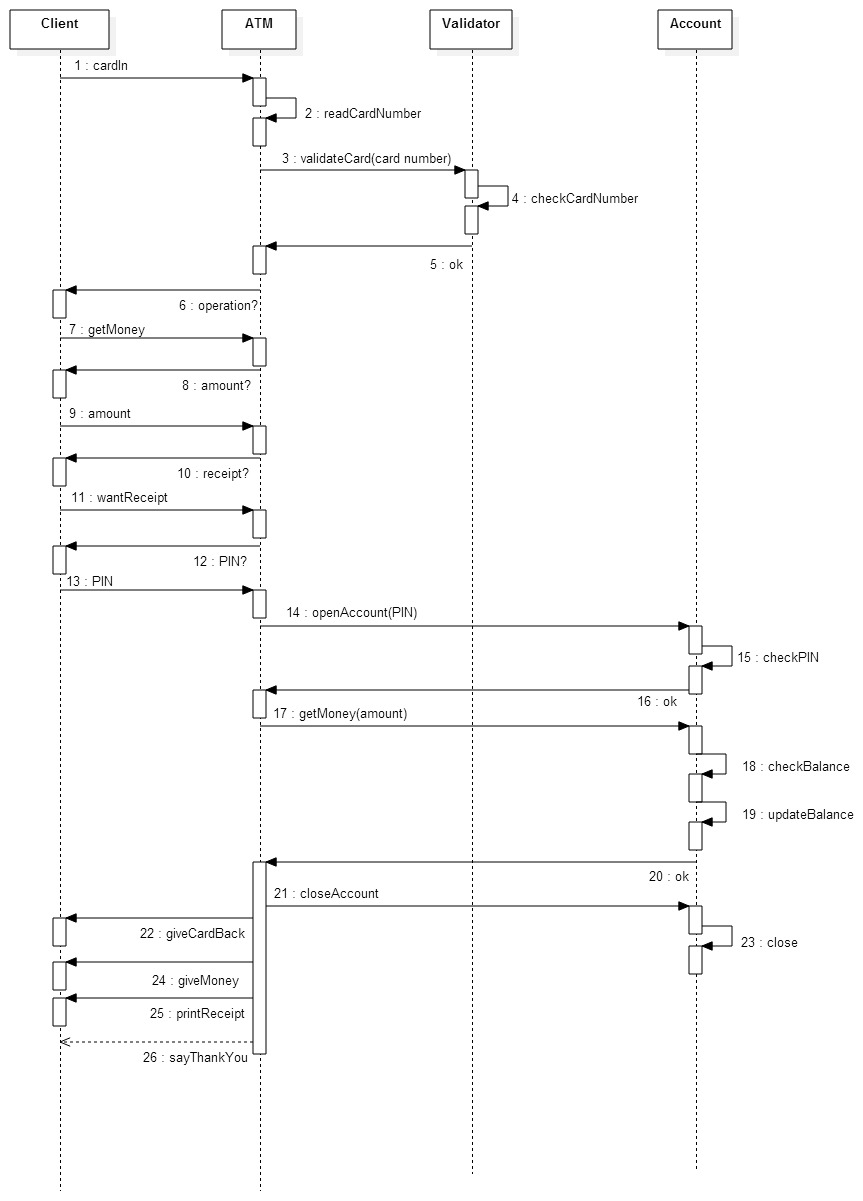 Client
ATM
Validator
Account
1 : cardIn
2 : readCardNumber
3 : validateCard(card number)
4 : checkCardNumber
5 : ok
6 : operation?
7 : getMoney
8 : amount?
9 : amount
10 : receipt?
11 : wantReceipt
12 : PIN?
13 : PIN
14 : openAccount(PIN)
15 : checkPIN
16 : ok
17 : getMoney(amount)
18 : checkBalance
19 : updateBalance
20 : ok
21 : closeAccount
22 : giveCardBack
23 : close
24 : giveMoney
25 : printReceipt
26 : sayThankYou